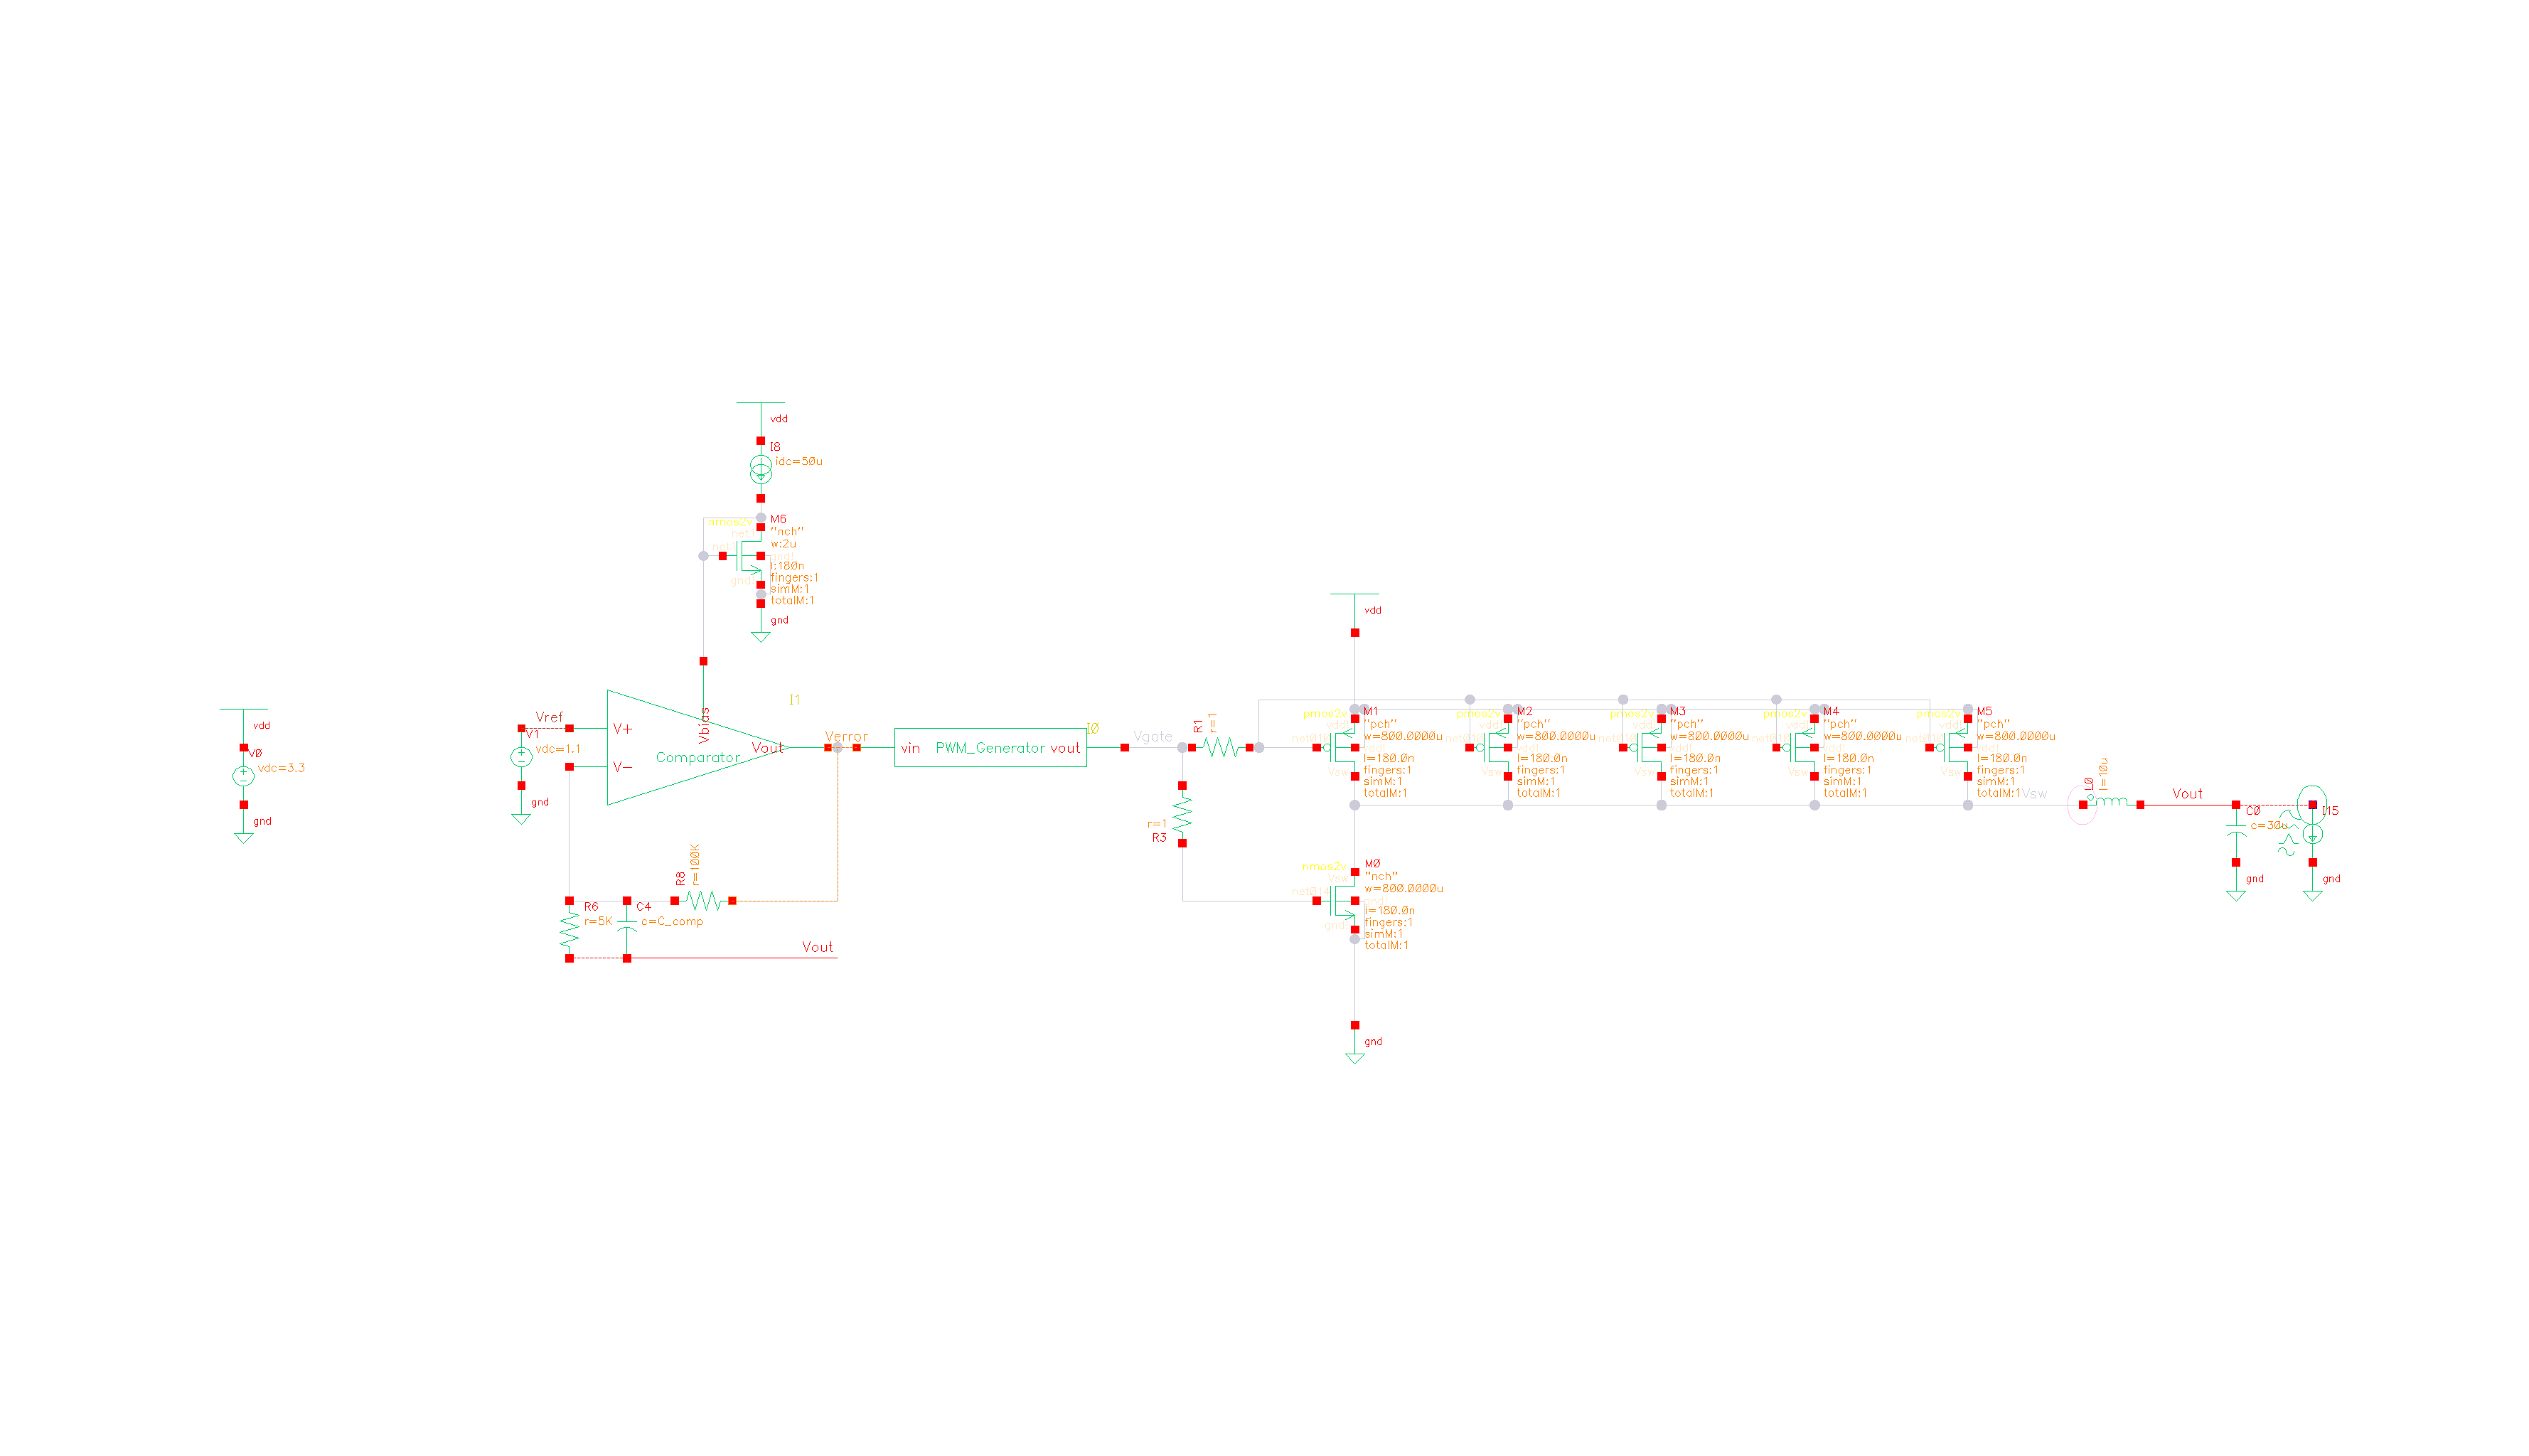 vdd
I8
idc=50u
nmos2v
M6
"nch"
w:2u
l:180n
fingers:1
simM:1
totalM:1
gnd
vdd
V0
vdc=3.3
gnd
Vref
V1
vdc=1.1
gnd
V+
V-
Vbias
Comparator
Vout
I1
Verror
vin
PWM_Generator
vout
I0
Vgate
R1
r=1
r=1
R3
R8
r=100K
R6
r=5K
C4
c=C_comp
Vout
vdd
pmos2v
M1
"pch"
w=800.0000u
l=180.0n
fingers:1
simM:1
totalM:1
pmos2v
M2
"pch"
w=800.0000u
l=180.0n
fingers:1
simM:1
totalM:1
pmos2v
M3
"pch"
w=800.0000u
l=180.0n
fingers:1
simM:1
totalM:1
pmos2v
M4
"pch"
w=800.0000u
l=180.0n
fingers:1
simM:1
totalM:1
pmos2v
M5
"pch"
w=800.0000u
l=180.0n
fingers:1
simM:1
totalM:1
Vsw
nmos2v
M0
"nch"
w=800.0000u
l=180.0n
fingers:1
simM:1
totalM:1
gnd
L0
l=10u
Vout
C0
c=30u
gnd
I15
gnd